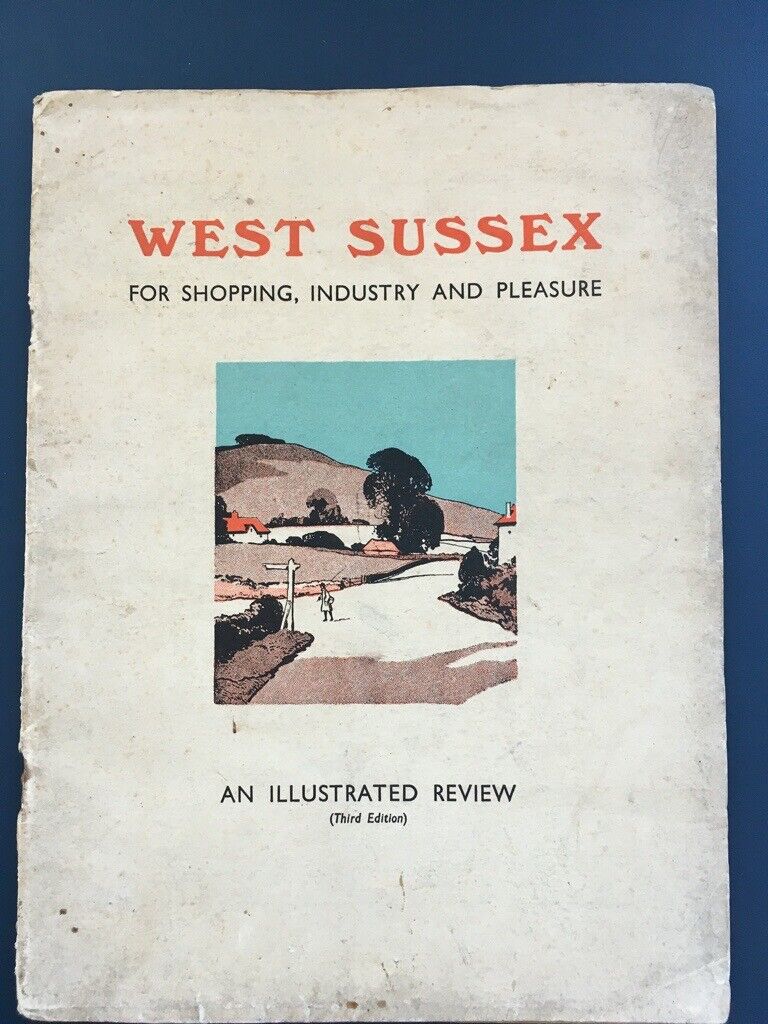 WEST SUSSEX
FOR SHOPPING, INDUSTRY AND PLEASURE
AN ILLUSTRATED REVIEW
(Third Edition)